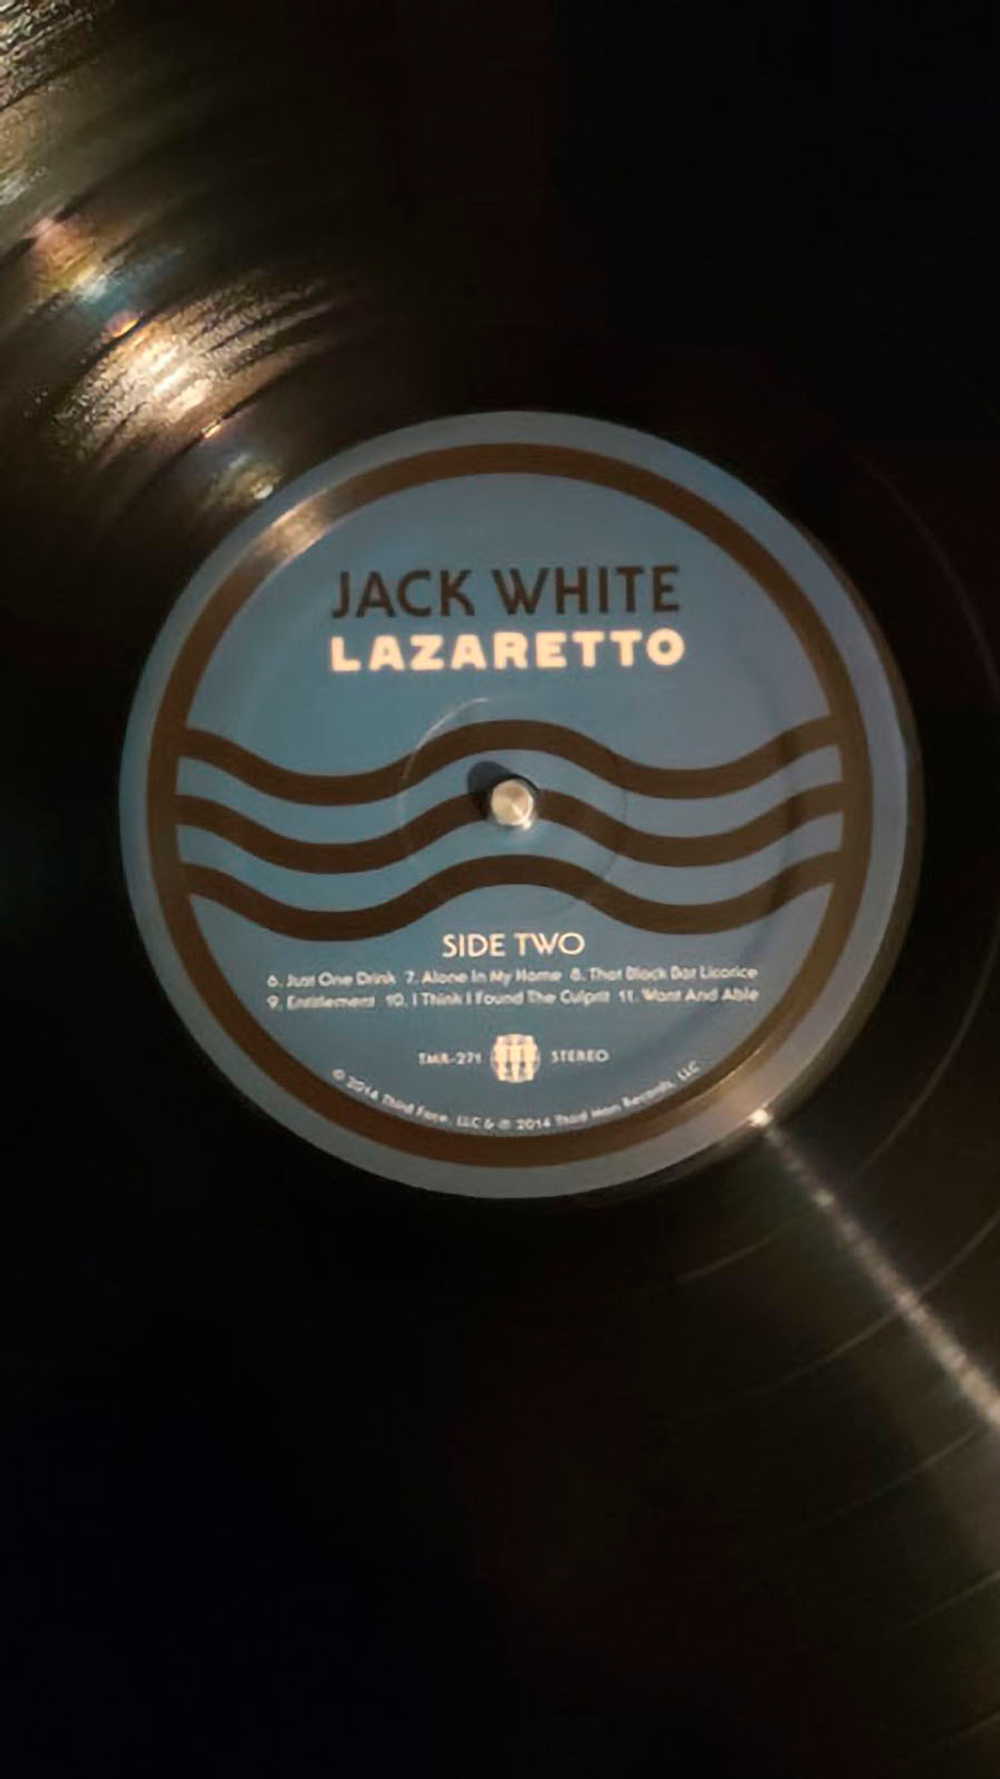 JACK WHITE
LAZARETTO
SIDE TWO
6. Just One Drink 7. Alone In My Home 8. That Black Bat Licorice
9. Entitlement 10. I Think I Found The Culprit 11. Want And Able
TMR-271 STEREO
© 2014 Third Face, LLC & ℗ 2014 Third Man Records, LLC